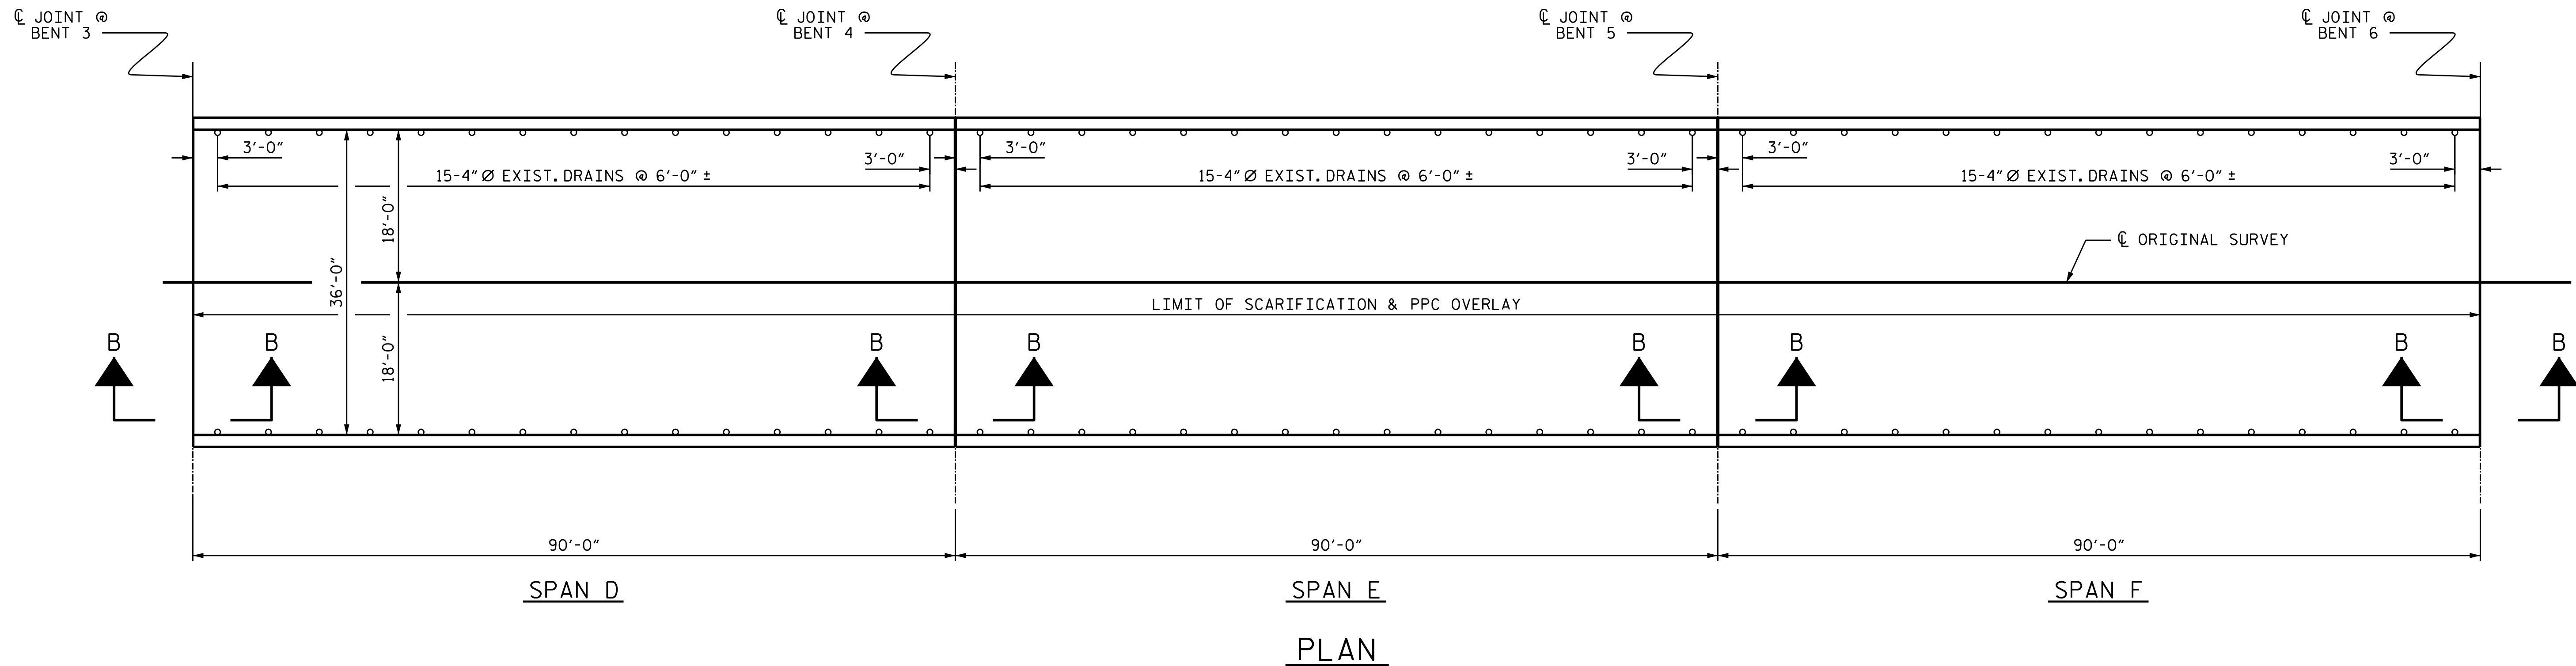 ℄ JOINT @
BENT 3
℄ JOINT @
BENT 4
℄ JOINT @
BENT 5
℄ JOINT @
BENT 6
3'-0"
3'-0"
3'-0"
3'-0"
3'-0"
3'-0"
15-4"Ø EXIST. DRAINS @ 6'-0" ±
15-4"Ø EXIST. DRAINS @ 6'-0" ±
15-4"Ø EXIST. DRAINS @ 6'-0" ±
18'-0"
36'-0"
18'-0"
℄ ORIGINAL SURVEY
LIMIT OF SCARIFICATION & PPC OVERLAY
B
B
B
B
B
B
B
B
90'-0"
90'-0"
90'-0"
SPAN D
SPAN E
SPAN F
PLAN